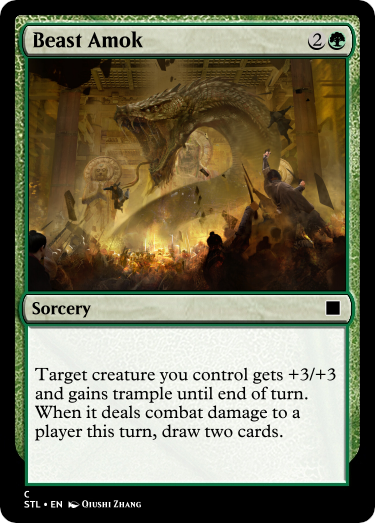 Beast Amok 2
Sorcery
Target creature you control gets +3/+3
and gains trample until end of turn.
When it deals combat damage to a
player this turn, draw two cards.
C
STL • EN Qiushi Zhang